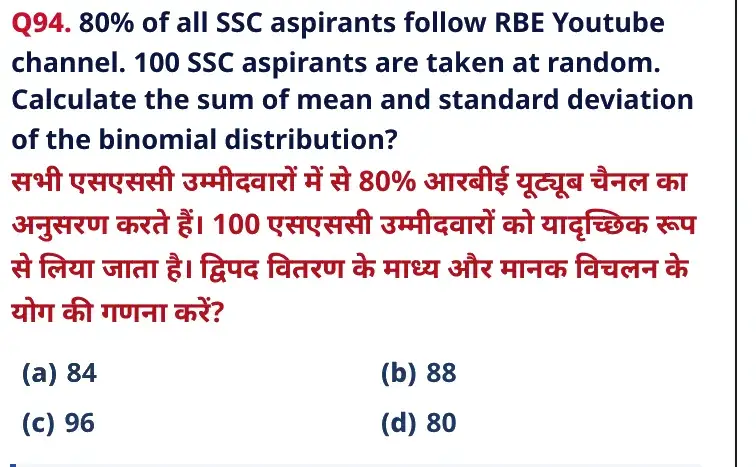 Q94. 80% of all SSC aspirants follow RBE Youtube
channel. 100 SSC aspirants are taken at random.
Calculate the sum of mean and standard deviation
of the binomial distribution?
सभी एसएससी उम्मीदवारों में से 80% आरबीई यूट्यूब चैनल का
अनुसरण करते हैं। 100 एसएससी उम्मीदवारों को यादृच्छिक रूप
से लिया जाता है। द्विपद वितरण के माध्य और मानक विचलन के
योग की गणना करें?
(a) 84 (b) 88
(c) 96 (d) 80